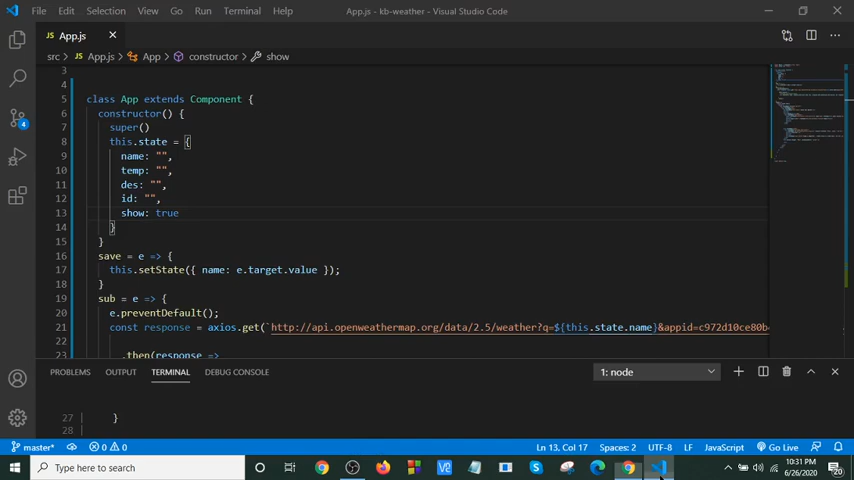 File Edit Selection View Go Run Terminal Help App.js - kb-weather - Visual Studio Code
JS App.js
src > JS App.js > App > constructor > show
3
4
5 class App extends Component {
6 constructor() {
7 super()
8 this.state = {
9 name: "",
10 temp: "",
11 des: "",
12 id: "",
13 show: true
14 }
15 }
16 save = e => {
17 this.setState({ name: e.target.value });
18 }
19 sub = e => {
20 e.preventDefault();
21 const response = axios.get(`http://api.openweathermap.org/data/2.5/weather?q=${this.state.name}&appid=c972d10ce80b
22
23 .then(response =>
PROBLEMS OUTPUT TERMINAL DEBUG CONSOLE 1: node
27 | }
28 |
4
master* 0 0 Ln 13, Col 17 Spaces: 2 UTF-8 LF JavaScript Go Live
Type here to search
10:31 PM
6/26/2020
20